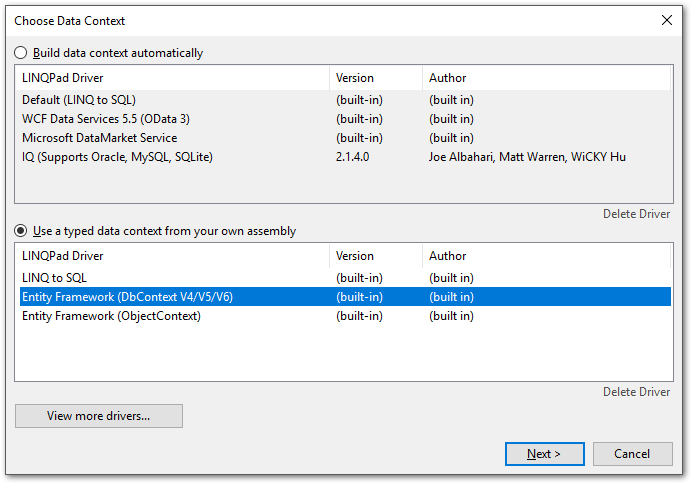 Choose Data Context
Build data context automatically
LINQPad Driver Version Author
Default (LINQ to SQL) (built-in) (built in)
WCF Data Services 5.5 (OData 3) (built-in) (built in)
Microsoft DataMarket Service (built-in) (built in)
IQ (Supports Oracle, MySQL, SQLite) 2.1.4.0 Joe Albahari, Matt Warren, WiCKY Hu
Delete Driver
Use a typed data context from your own assembly
LINQPad Driver Version Author
LINQ to SQL (built-in) (built in)
Entity Framework (DbContext V4/V5/V6) (built-in) (built in)
Entity Framework (ObjectContext) (built-in) (built in)
Delete Driver
View more drivers...
Next > Cancel